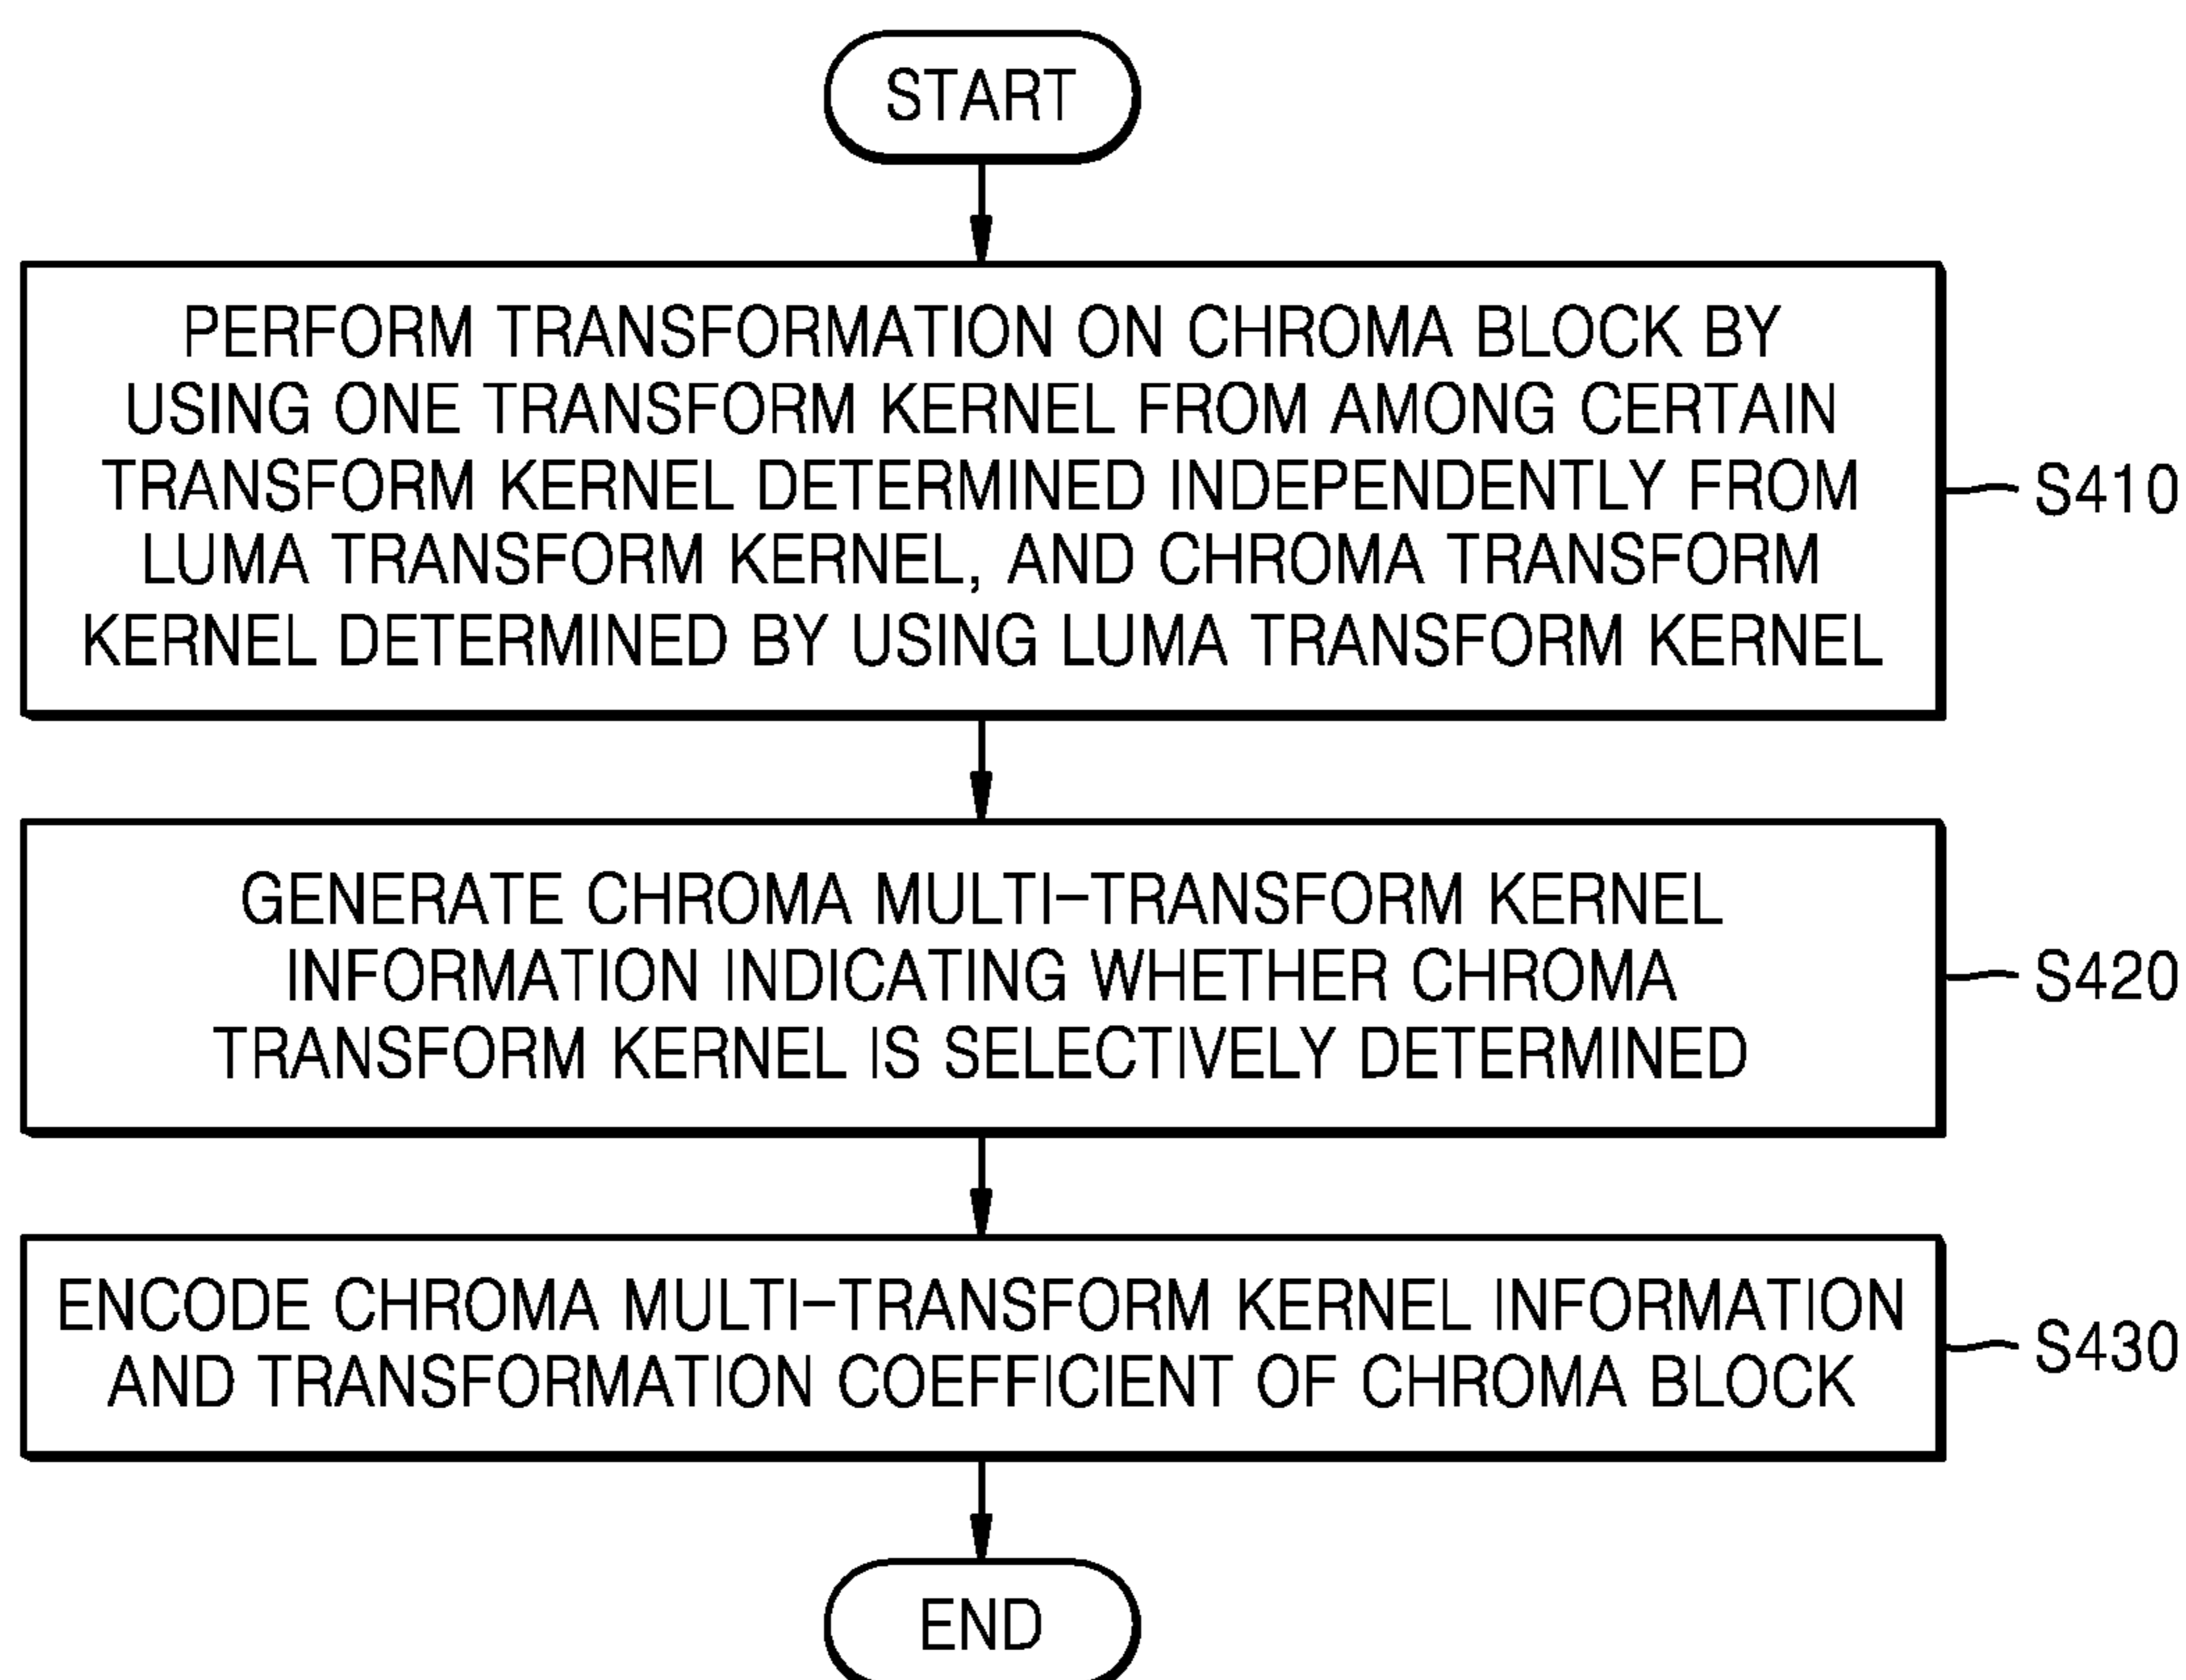 START
PERFORM TRANSFORMATION ON CHROMA BLOCK BY
USING ONE TRANSFORM KERNEL FROM AMONG CERTAIN
TRANSFORM KERNEL DETERMINED INDEPENDENTLY FROM
LUMA TRANSFORM KERNEL, AND CHROMA TRANSFORM
KERNEL DETERMINED BY USING LUMA TRANSFORM KERNEL
S410
GENERATE CHROMA MULTI-TRANSFORM KERNEL
INFORMATION INDICATING WHETHER CHROMA
TRANSFORM KERNEL IS SELECTIVELY DETERMINED
S420
ENCODE CHROMA MULTI-TRANSFORM KERNEL INFORMATION
AND TRANSFORMATION COEFFICIENT OF CHROMA BLOCK
S430
END